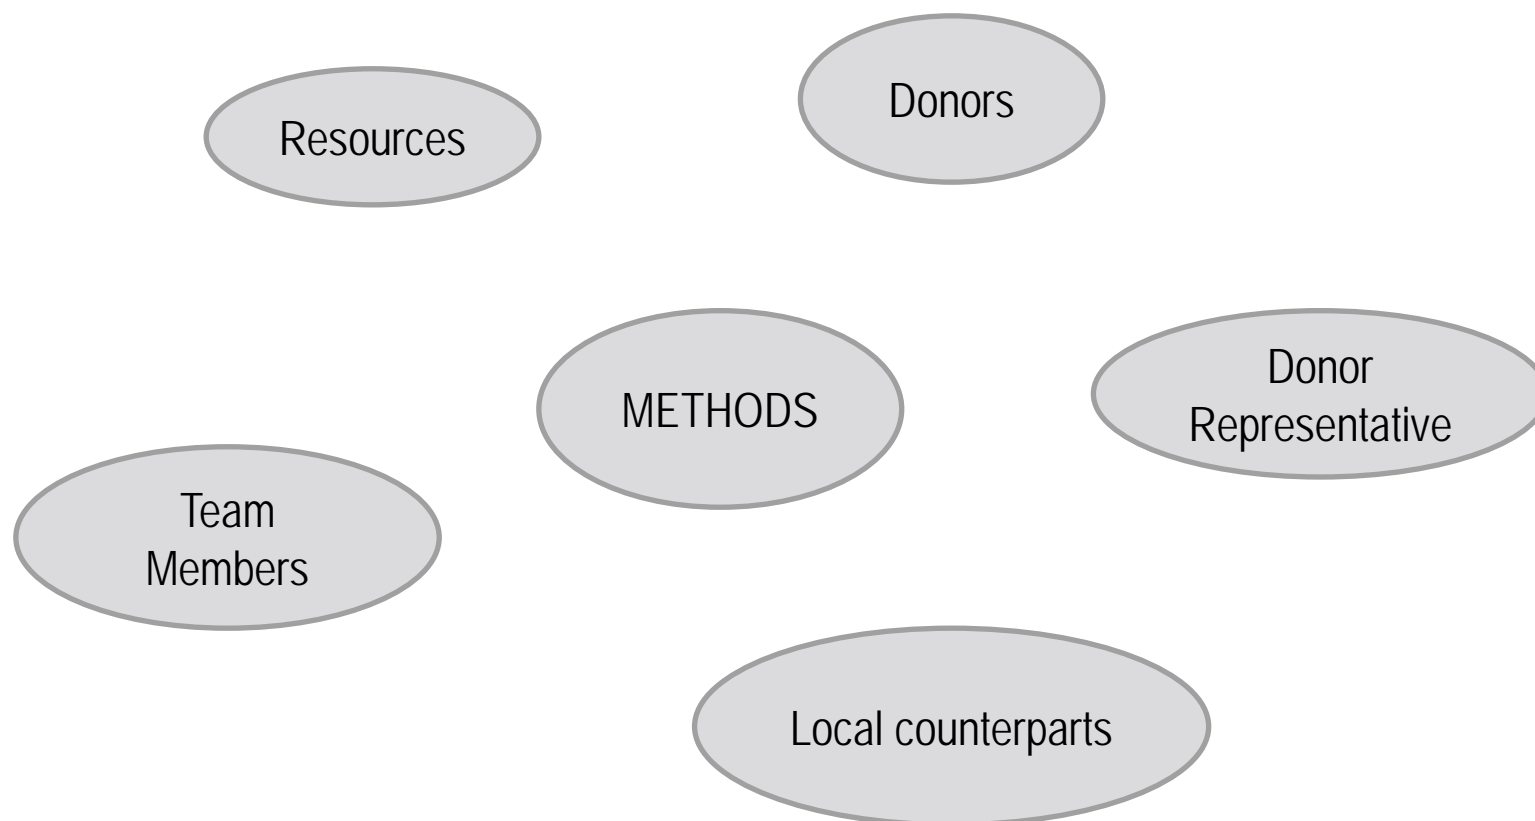 Donors
Resources
Donor
Representative
METHODS
Team
Members
Local counterparts